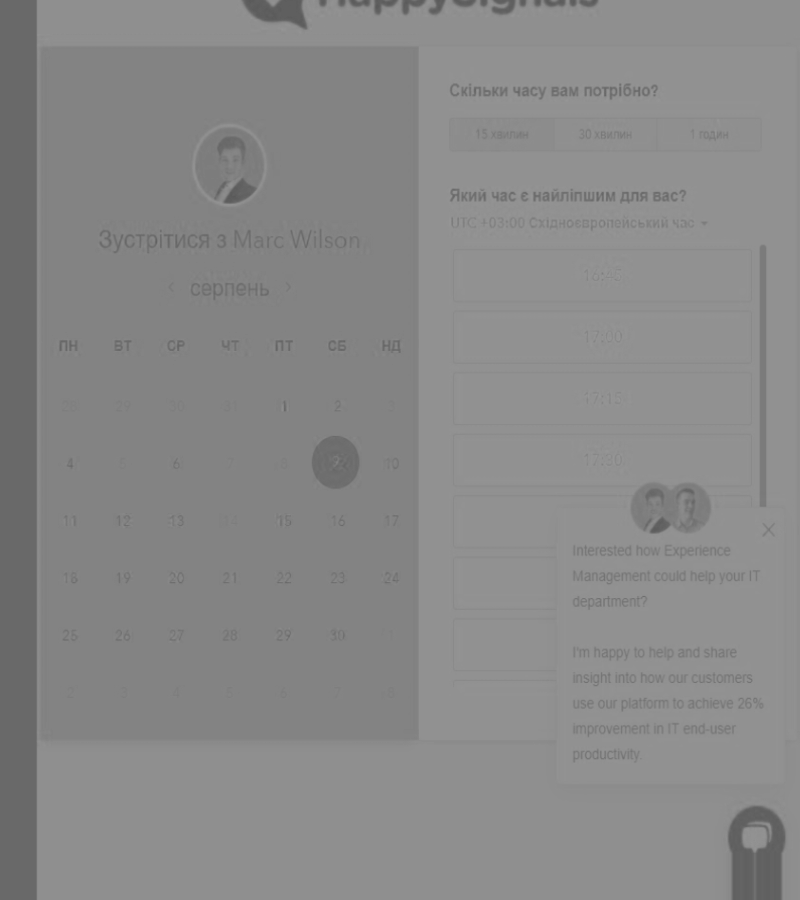 HappySignals
Зустрітися з Marc Wilson
серпень
ПН ВТ СР ЧТ ПТ СБ НД
28 29 30 31 1 2 3
4 5 6 7 8 10
11 12 13 14 15 16 17
18 19 20 21 22 23 24
25 26 27 28 29 30 1
2 3 4 5 6 7 8
Скільки часу вам потрібно?
15 хвилин 30 хвилин 1 годин
Який час є найліпшим для вас?
UTC +03:00 Східноєвропейський час
16:45
17:00
17:15
17:30
Interested how Experience
Management could help your IT
department?
I'm happy to help and share
insight into how our customers
use our platform to achieve 26%
improvement in IT end-user
productivity.